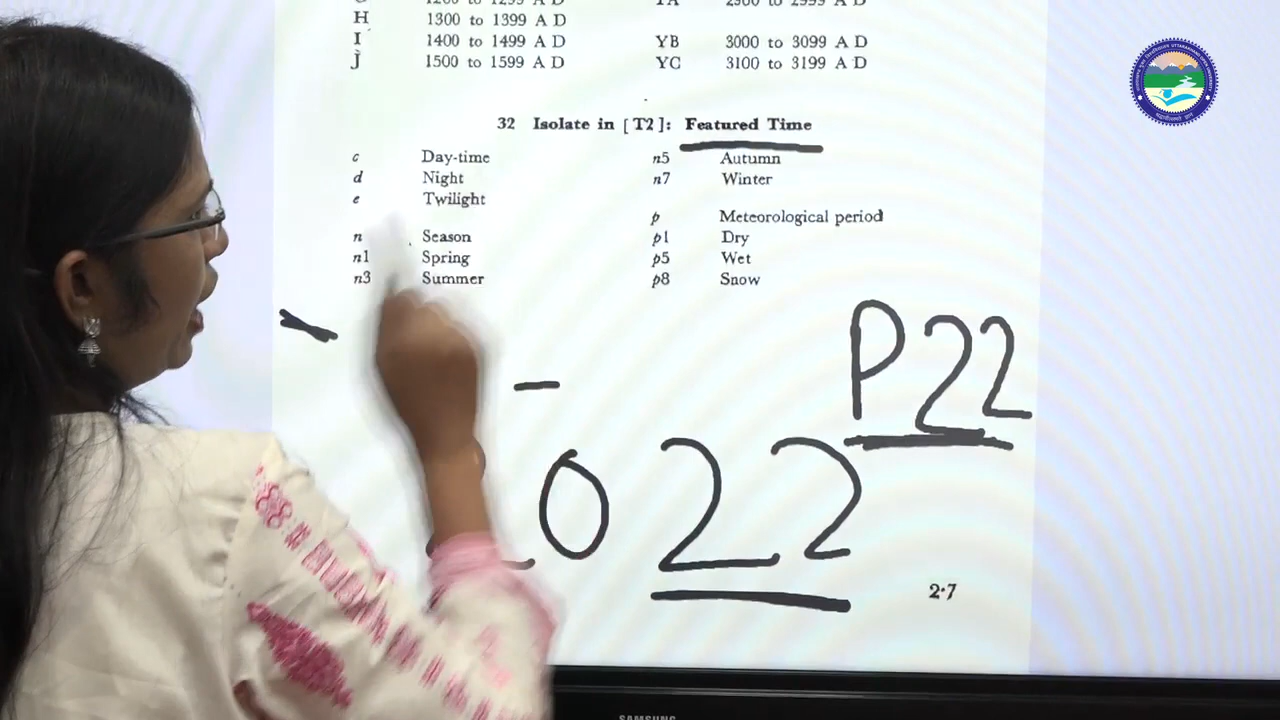 H 1300 to 1399 A D
I 1400 to 1499 A D YB 3000 to 3099 A D
J 1500 to 1599 A D YC 3100 to 3199 A D
32 Isolate in [T2]: Featured Time
c Day-time n5 Autumn
d Night n7 Winter
e Twilight
p Meteorological period
n Season p1 Dry
n1 Spring p5 Wet
n3 Summer p8 Snow
P22
022
2·7
SAMSUNG